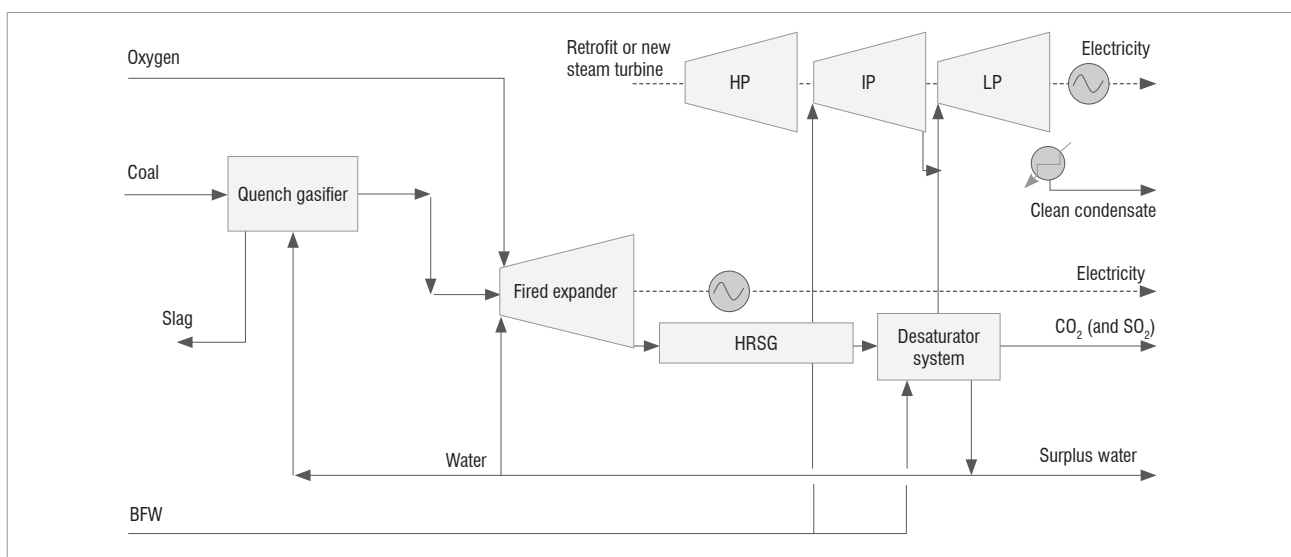 Oxygen
Retrofit or new
steam turbine
HP
IP
LP
Electricity
Coal
Quench gasifier
Clean condensate
Fired expander
Electricity
Slag
HRSG
Desaturator
system
CO₂ (and SO₂)
Water
Surplus water
BFW